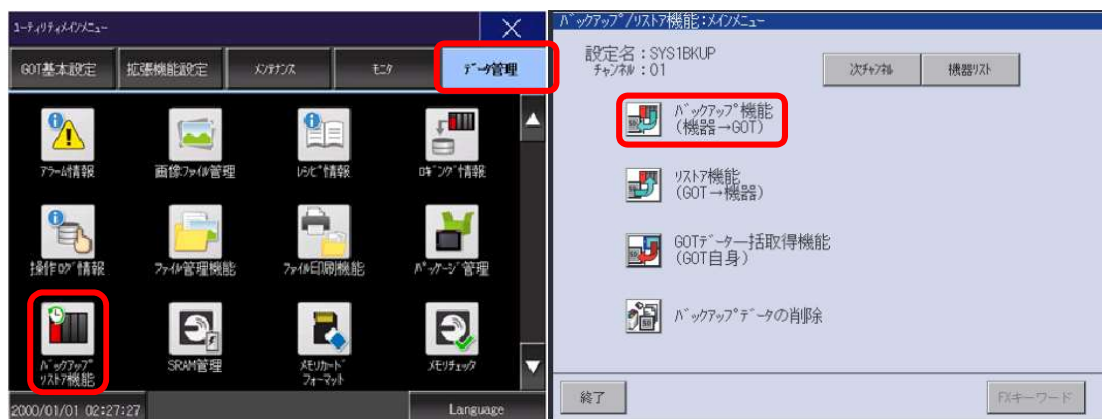 ユーティリティメインメニュー
GOT基本設定 拡張機能設定 メンテナンス モニタ データ管理
アラーム情報 画像ファイル管理 レシピ情報 ロギング情報
操作ログ情報 ファイル管理機能 ファイル印刷機能 パッケージ管理
バックアップ SRAM管理 メモリカード メモリチェック
リストア機能 フォーマット
2000/01/01 02:27:27 Language
バックアップ/リストア機能:メインメニュー
設定名:SYS1BKUP
チャンネル:01 次チャンネル 機器リスト
バックアップ機能
(機器→GOT)
リストア機能
(GOT→機器)
GOTデータ一括取得機能
(GOT自身)
バックアップデータの削除
終了 FXキーワード